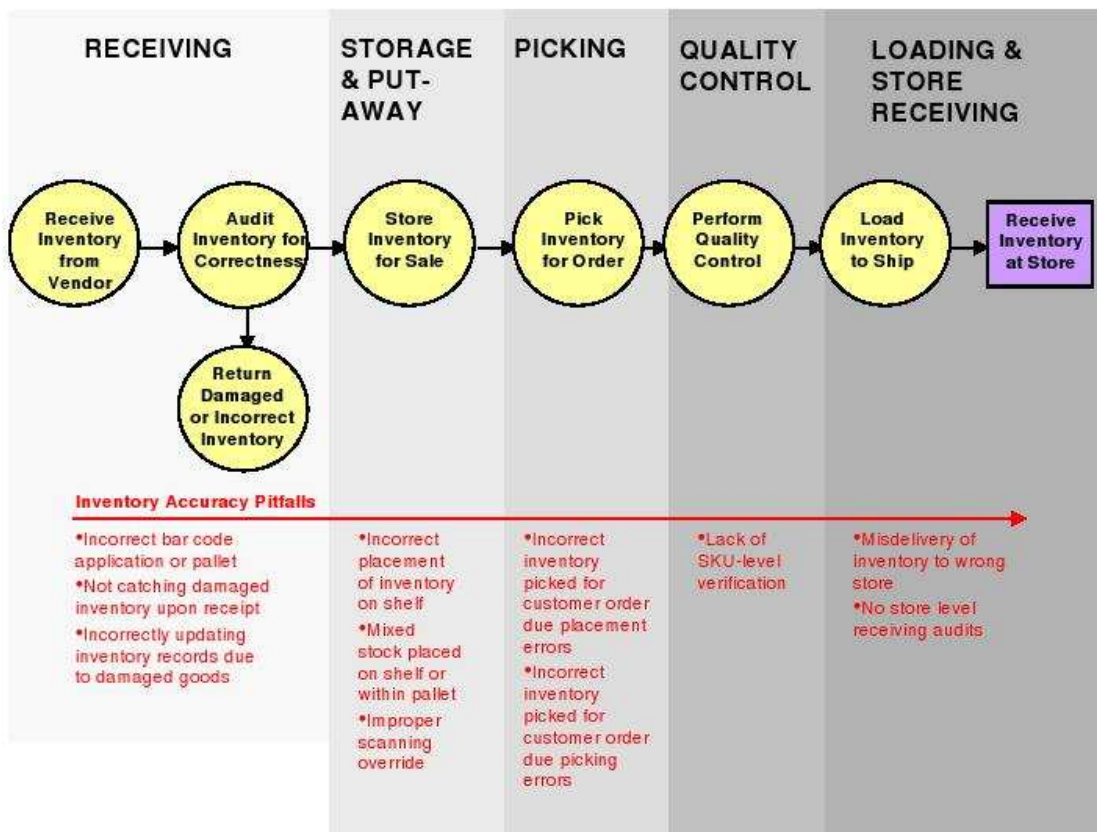 RECEIVING
STORAGE
& PUT-
AWAY
PICKING
QUALITY
CONTROL
LOADING &
STORE
RECEIVING
Receive
Inventory
from
Vendor
Audit
Inventory for
Correctness
Store
Inventory
for Sale
Pick
Inventory
for Order
Perform
Quality
Control
Load
Inventory
to Ship
Receive
Inventory
at Store
Return
Damaged
or Incorrect
Inventory
Inventory Accuracy Pitfalls
•Incorrect bar code
application or pallet
•Not catching damaged
inventory upon receipt
•Incorrectly updating
inventory records due
to damaged goods
•Incorrect
placement
of inventory
on shelf
•Mixed
stock placed
on shelf or
within pallet
•Improper
scanning
override
•Incorrect
inventory
picked for
customer order
due placement
errors
•Incorrect
inventory
picked for
customer order
due picking
errors
•Lack of
SKU-level
verification
•Misdelivery of
inventory to wrong
store
•No store level
receiving audits